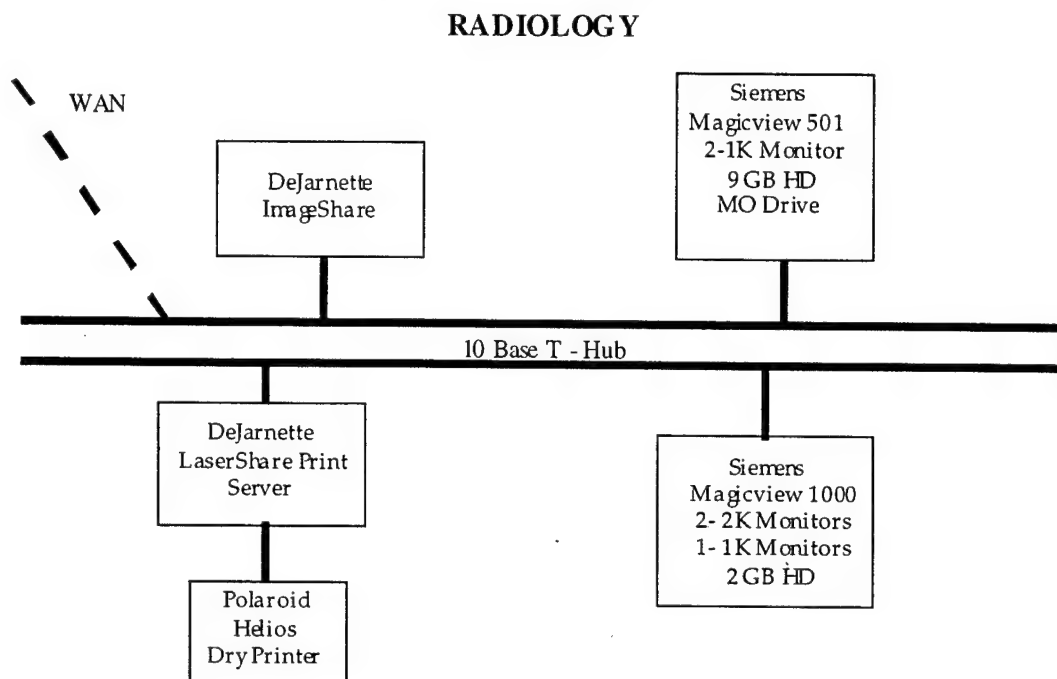 RADIOLOGY
WAN
DeJarnette
ImageShare
Siemens
Magicview 501
2-1K Monitor
9 GB HD
MO Drive
10 Base T - Hub
DeJarnette
LaserShare Print
Server
Polaroid
Helios
Dry Printer
Siemens
Magicview 1000
2- 2K Monitors
1- 1K Monitors
2 GB HD